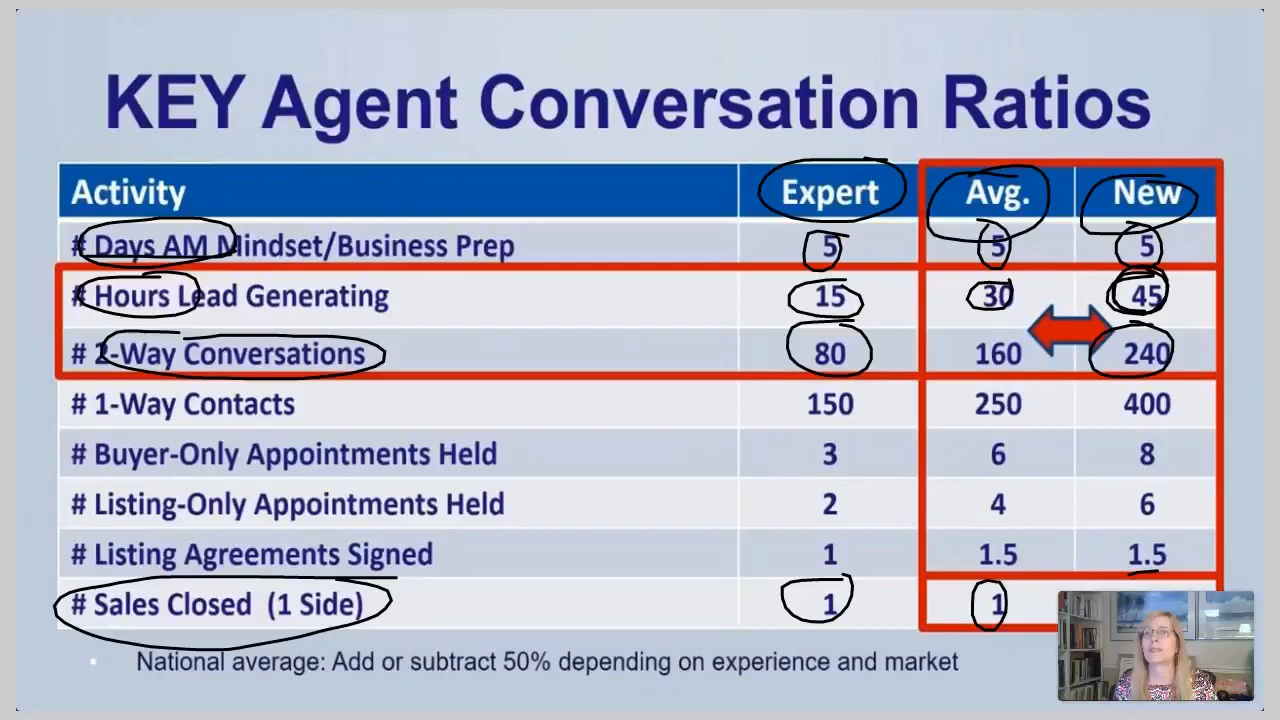 KEY Agent Conversation Ratios
Activity Expert Avg. New
# Days AM Mindset/Business Prep 5 5 5
# Hours Lead Generating 15 30 45
# 2-Way Conversations 80 160 240
# 1-Way Contacts 150 250 400
# Buyer-Only Appointments Held 3 6 8
# Listing-Only Appointments Held 2 4 6
# Listing Agreements Signed 1 1.5 1.5
# Sales Closed (1 Side) 1 1
• National average: Add or subtract 50% depending on experience and market